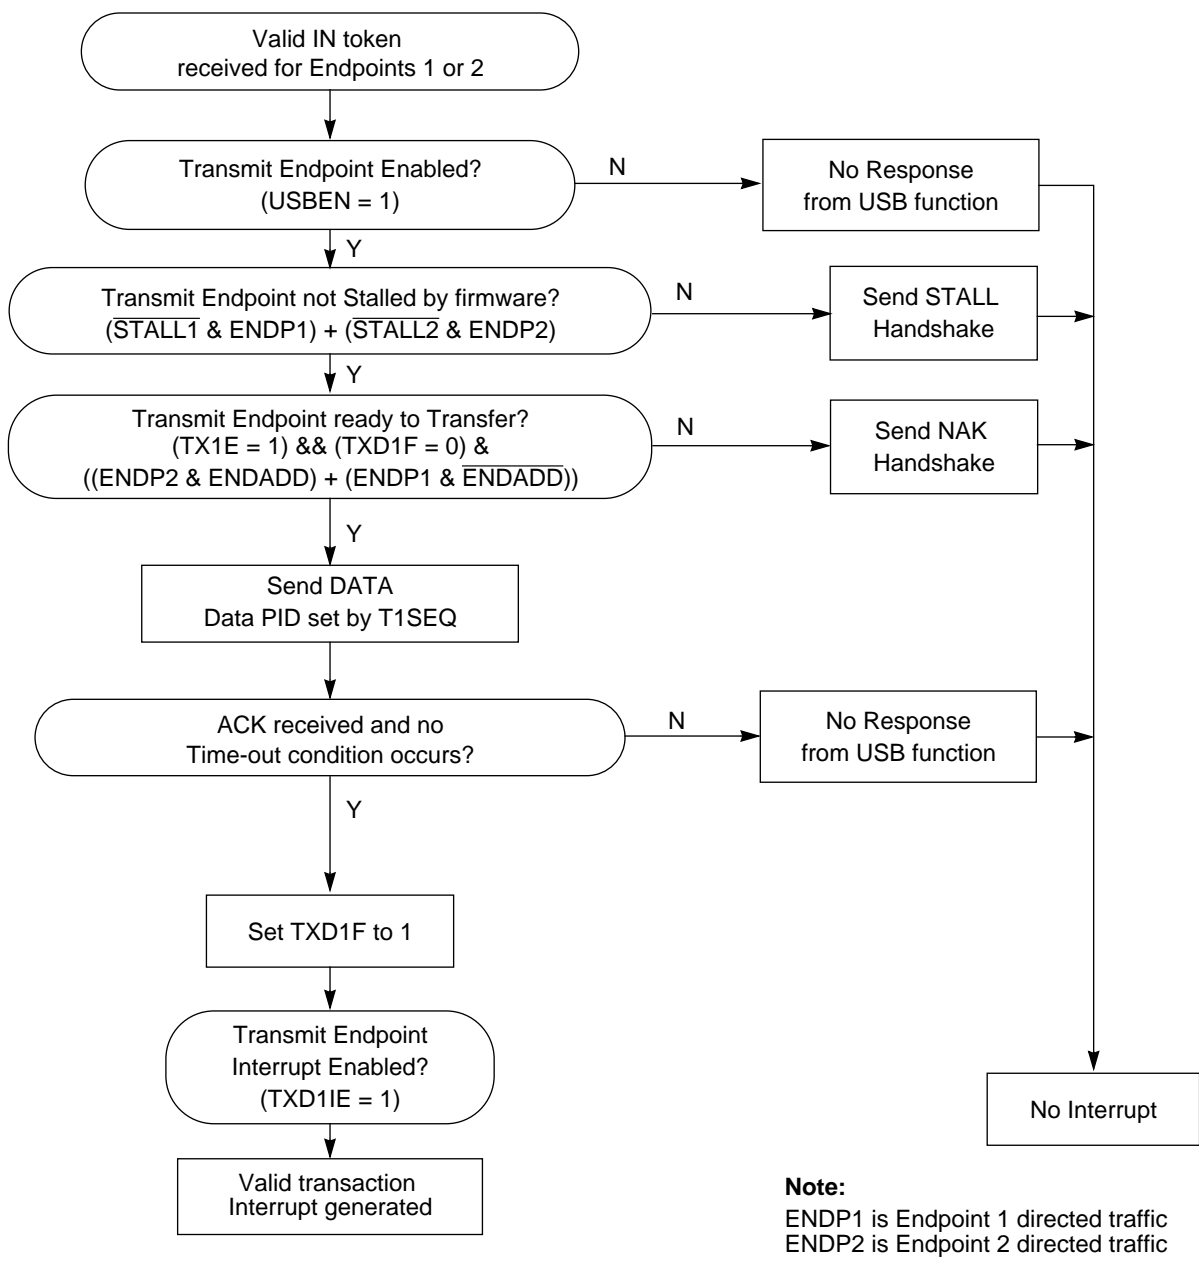 Valid IN token
received for Endpoints 1 or 2
Transmit Endpoint Enabled?
(USBEN = 1)
N
No Response
from USB function
Y
Transmit Endpoint not Stalled by firmware?
(S̅T̅A̅L̅L̅1̅ & ENDP1) + (S̅T̅A̅L̅L̅2̅ & ENDP2)
N
Send STALL
Handshake
Y
Transmit Endpoint ready to Transfer?
(TX1E = 1) && (TXD1F = 0) &
((ENDP2 & ENDADD) + (ENDP1 & E̅N̅D̅A̅D̅D̅))
N
Send NAK
Handshake
Y
Send DATA
Data PID set by T1SEQ
ACK received and no
Time-out condition occurs?
N
No Response
from USB function
Y
Set TXD1F to 1
Transmit Endpoint
Interrupt Enabled?
(TXD1IE = 1)
No Interrupt
Valid transaction
Interrupt generated
Note:
ENDP1 is Endpoint 1 directed traffic
ENDP2 is Endpoint 2 directed traffic